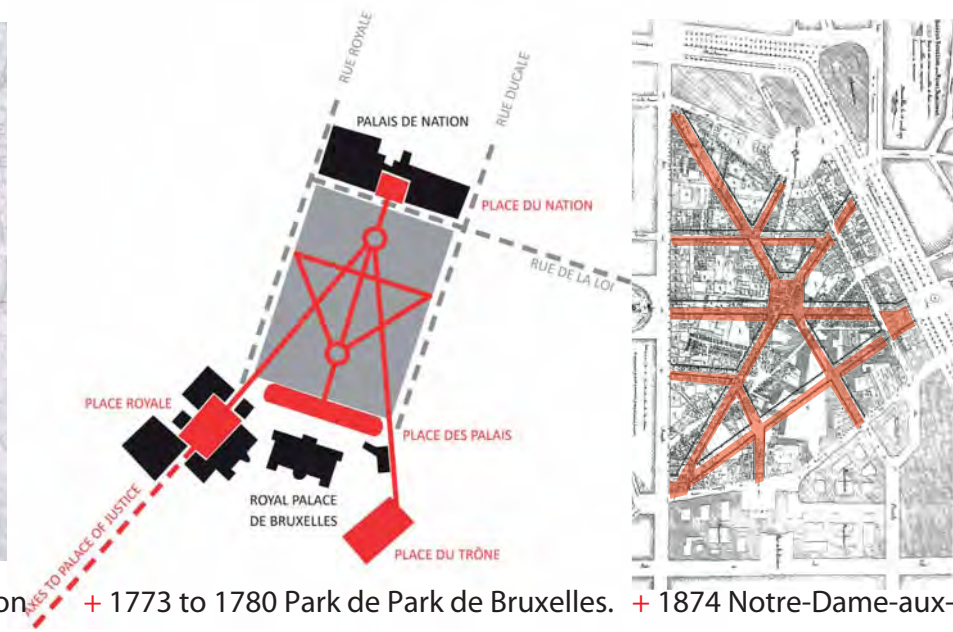 RUE ROYALE
RUE DUCALE
PALAIS DE NATION
PLACE DU NATION
RUE DE LA LOI
PLACE ROYALE
PLACE DES PALAIS
ROYAL PALACE
DE BRUXELLES
PLACE DU TRÔNE
AXES TO PALACE OF JUSTICE
on
+ 1773 to 1780 Park de Park de Bruxelles.
+ 1874 Notre-Dame-aux-